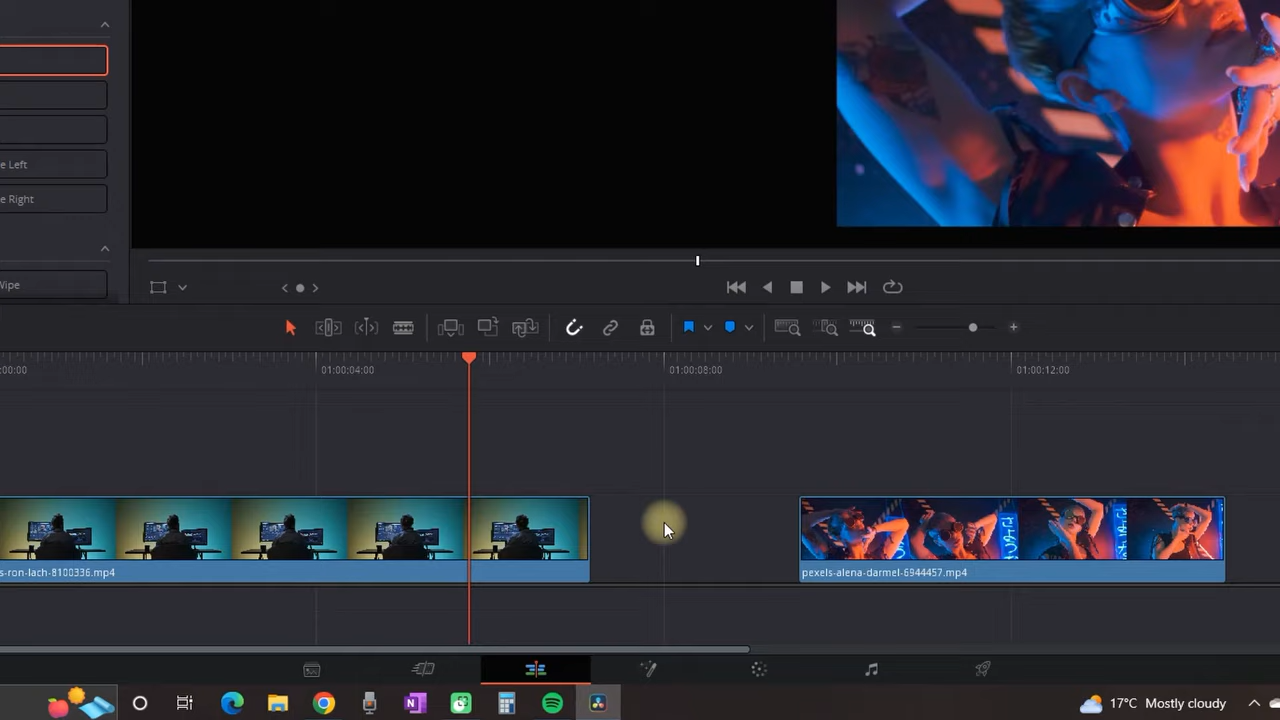 e Left
e Right
Wipe
:00:00
01:00:04:00
01:00:08:00
01:00:12:00
s-ron-lach-8100336.mp4
pexels-alena-darmel-6944457.mp4
17°C Mostly cloudy